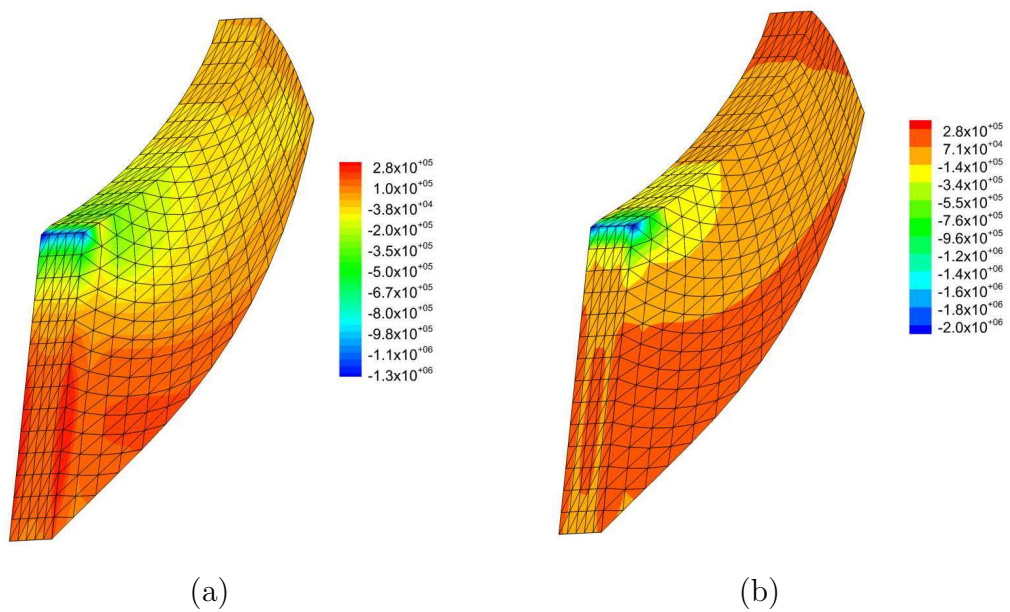 2.8x10+05
1.0x10+05
-3.8x10+04
-2.0x10+05
-3.4x10+05
-5.0x10+05
-6.7x10+05
-8.0x10+05
-9.8x10+05
-1.1x10+06
-1.3x10+06
2.8x10+05
7.1x10+04
-1.4x10+05
-3.4x10+05
-5.5x10+05
-7.6x10+05
-9.6x10+05
-1.2x10+06
-1.4x10+06
-1.6x10+06
-1.8x10+06
-2.0x10+06
(a)
(b)